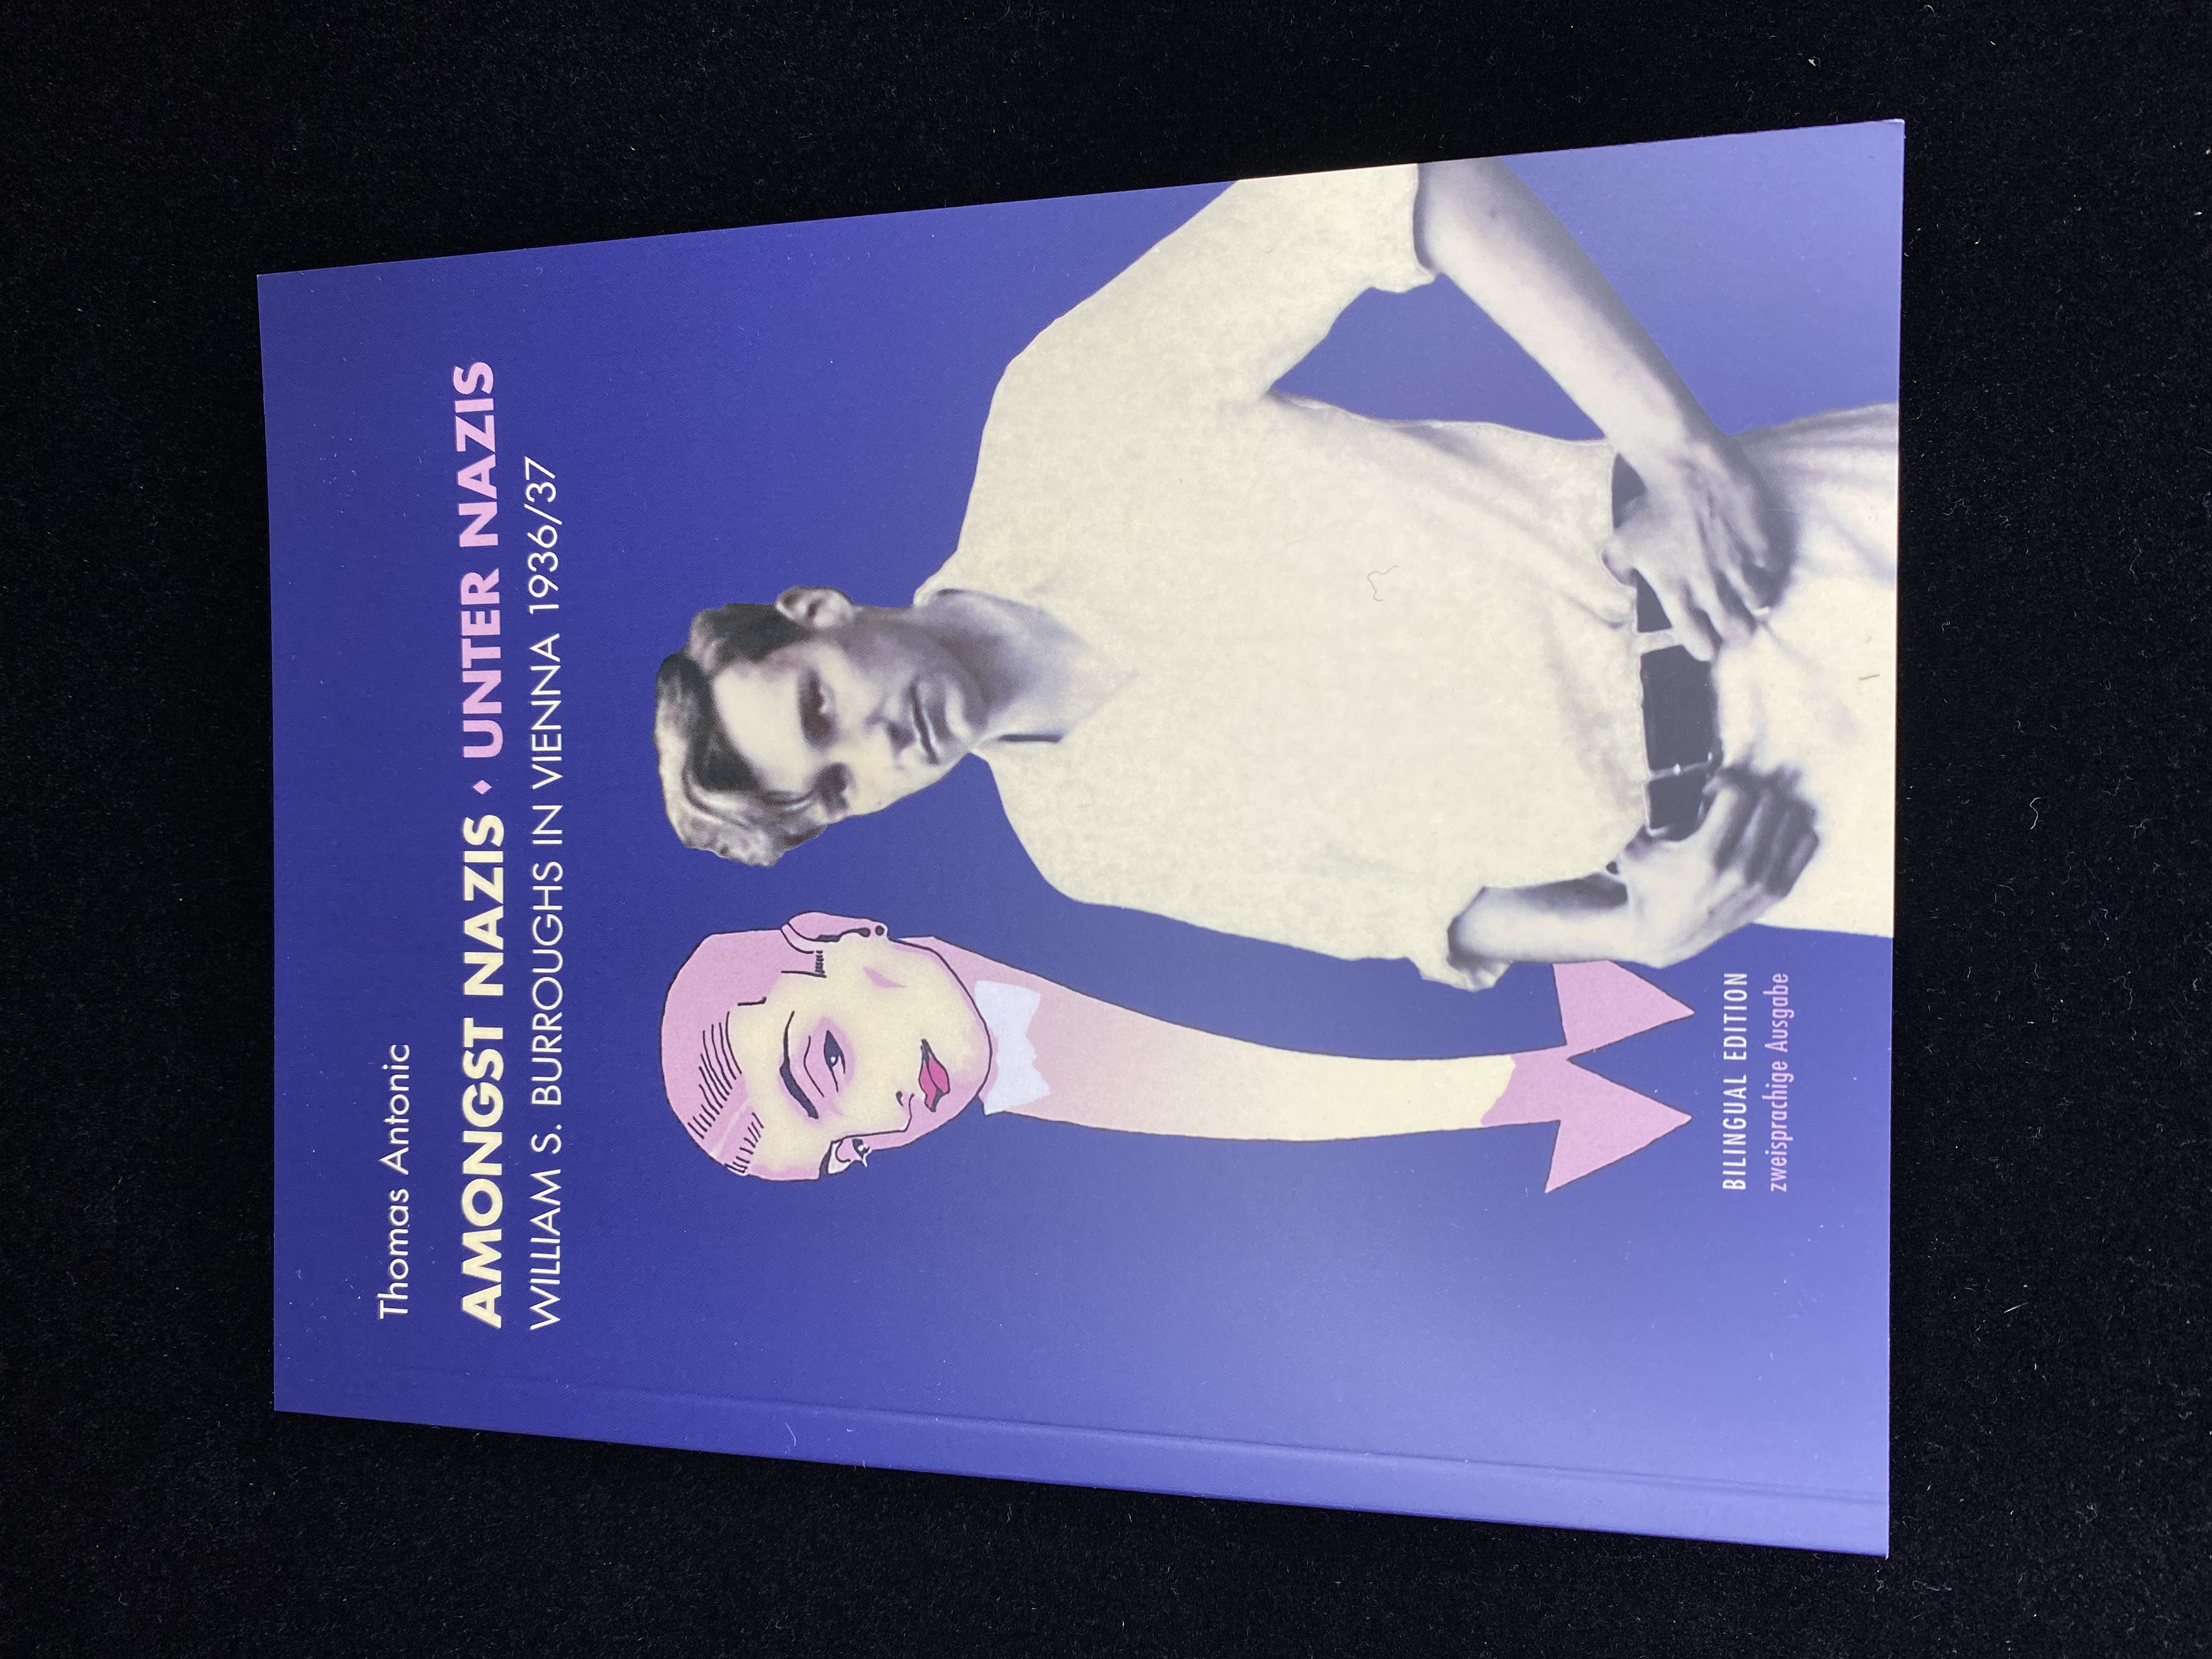 Thomas Antonic
AMONGST NAZIS ⬩ UNTER NAZIS
WILLIAM S. BURROUGHS IN VIENNA 1936/37
BILINGUAL EDITION
zweisprachige Ausgabe